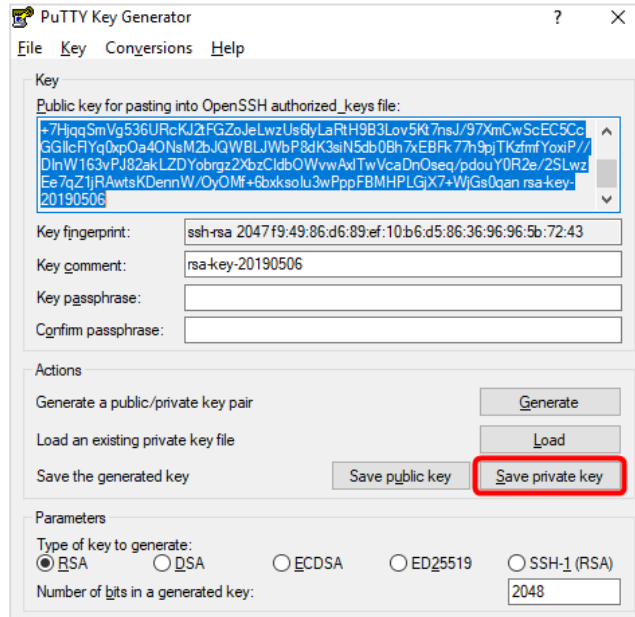 PuTTY Key Generator ? ×
File Key Conversions Help
Key
Public key for pasting into OpenSSH authorized_keys file:
+7HjqqSmVg536URcKJ2tFGZoJeLwzUs6lyLaRtH9B3Lov5Kt7nsJ/97XmCwScEC5Cc
GGllcFlYq0xpOa4ONsM2bJQWBLJWbP8dK3siN5db0Bh7xEBFk77h9pjTKzfmfYoxiP//
DlnW163vPJ82akLZDYobrgz2XbzCldbOWvwAxlTwVcaDnOseq/pdouY0R2e/2SLwz
Ee7qZ1jRAwtsKDennW/OyOMf+6bxksolu3wPppFBMHPLGjX7+WjGs0qan rsa-key-
20190506
Key fingerprint: ssh-rsa 2047 f9:49:86:d6:89:ef:10:b6:d5:86:36:96:96:5b:72:43
Key comment: rsa-key-20190506
Key passphrase:
Confirm passphrase:
Actions
Generate a public/private key pair Generate
Load an existing private key file Load
Save the generated key Save public key Save private key
Parameters
Type of key to generate:
RSA DSA ECDSA ED25519 SSH-1 (RSA)
Number of bits in a generated key: 2048